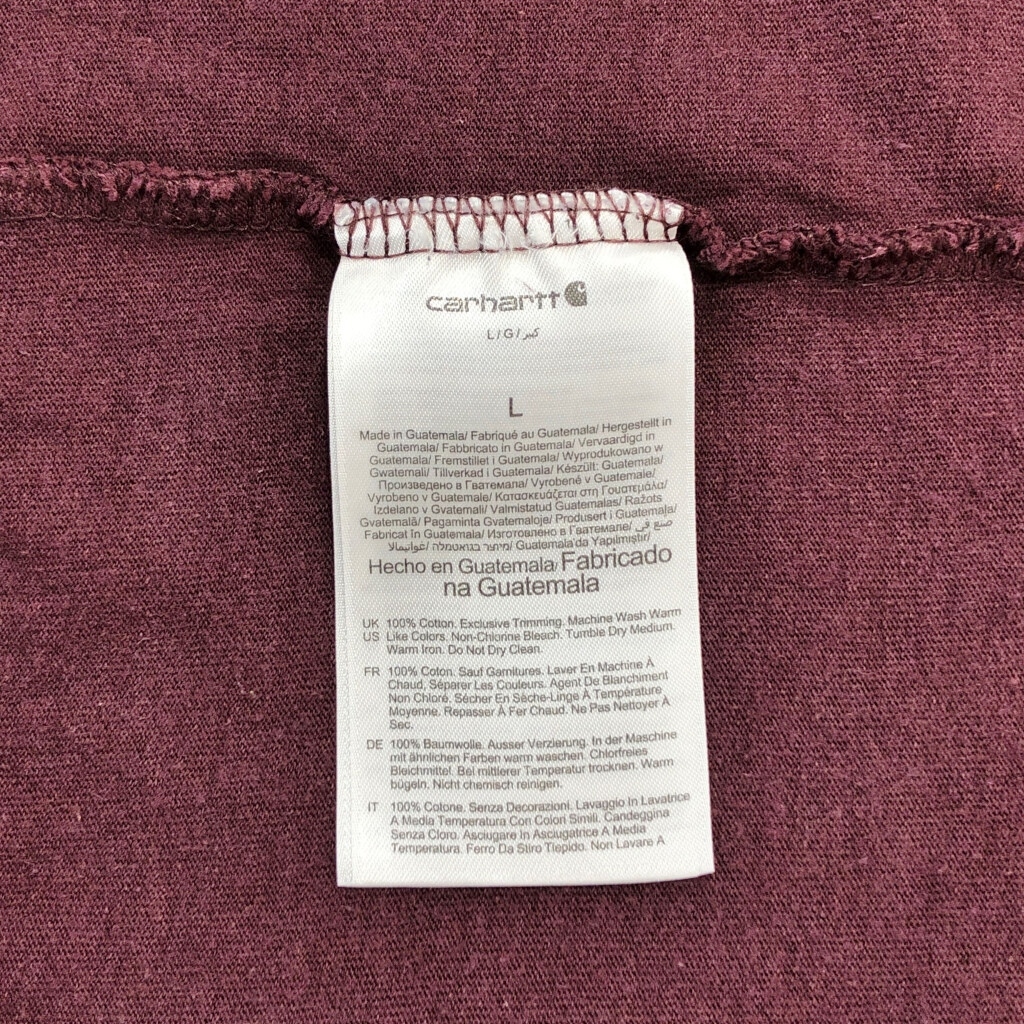 carhartt
L/G/كبير
L
Made in Guatemala/ Fabriqué au Guatemala/ Hergestellt in
Guatemala/ Fabbricato in Guatemala/ Vervaardigd in
Guatemala/ Fremstillet i Guatemala/ Wyprodukowano w
Gwatemali/ Tillverkad i Guatemala/ Készült: Guatemala/
Произведено в Гватемала/ Vyrobené v Guatemale/
Vyrobeno v Guatemale/ Κατασκευάζεται στη Γουατεμάλα/
Izdelano v Gvatemali/ Valmistatud Guatemalas/ Ražots
Gvatemalā/ Pagaminta Gvatemaloje/ Produsert i Guatemala/
Fabricat în Guatemala/ Изготовлено в Гватемале/ صنع في
غواتيمالا/ מיוצר בגואטמלה/ Guatemala'da Yapılmıştır/
Hecho en Guatemala/ Fabricado
na Guatemala
UK 100% Cotton. Exclusive Trimming. Machine Wash Warm
US Like Colors. Non-Chlorine Bleach. Tumble Dry Medium.
Warm Iron. Do Not Dry Clean.
FR 100% Coton. Sauf Garnitures. Laver En Machine À
Chaud, Séparer Les Couleurs. Agent De Blanchiment
Non Chloré. Sécher En Sèche-Linge À Température
Moyenne. Repasser À Fer Chaud. Ne Pas Nettoyer À
Sec.
DE 100% Baumwolle. Ausser Verzierung. In der Maschine
mit ähnlichen Farben warm waschen. Chlorfreies
Bleichmittel. Bei mittlerer Temperatur trocknen. Warm
bügeln. Nicht chemisch reinigen.
IT 100% Cotone. Senza Decorazioni. Lavaggio In Lavatrice
A Media Temperatura Con Colori Simili. Candeggina
Senza Cloro. Asciugare In Asciugatrice A Media
Temperatura. Ferro Da Stiro Tiepido. Non Lavare A